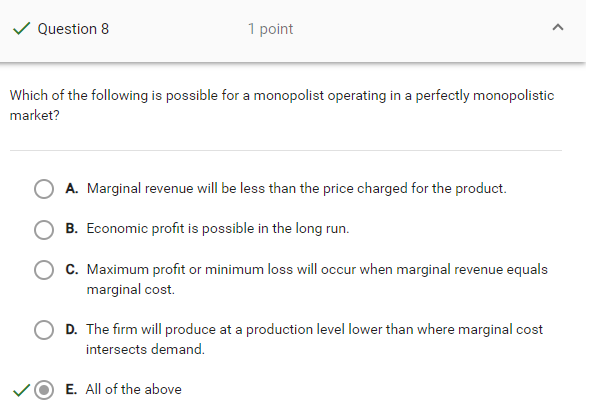 Question 8 1 point
Which of the following is possible for a monopolist operating in a perfectly monopolistic
market?
A. Marginal revenue will be less than the price charged for the product.
B. Economic profit is possible in the long run.
C. Maximum profit or minimum loss will occur when marginal revenue equals
marginal cost.
D. The firm will produce at a production level lower than where marginal cost
intersects demand.
E. All of the above